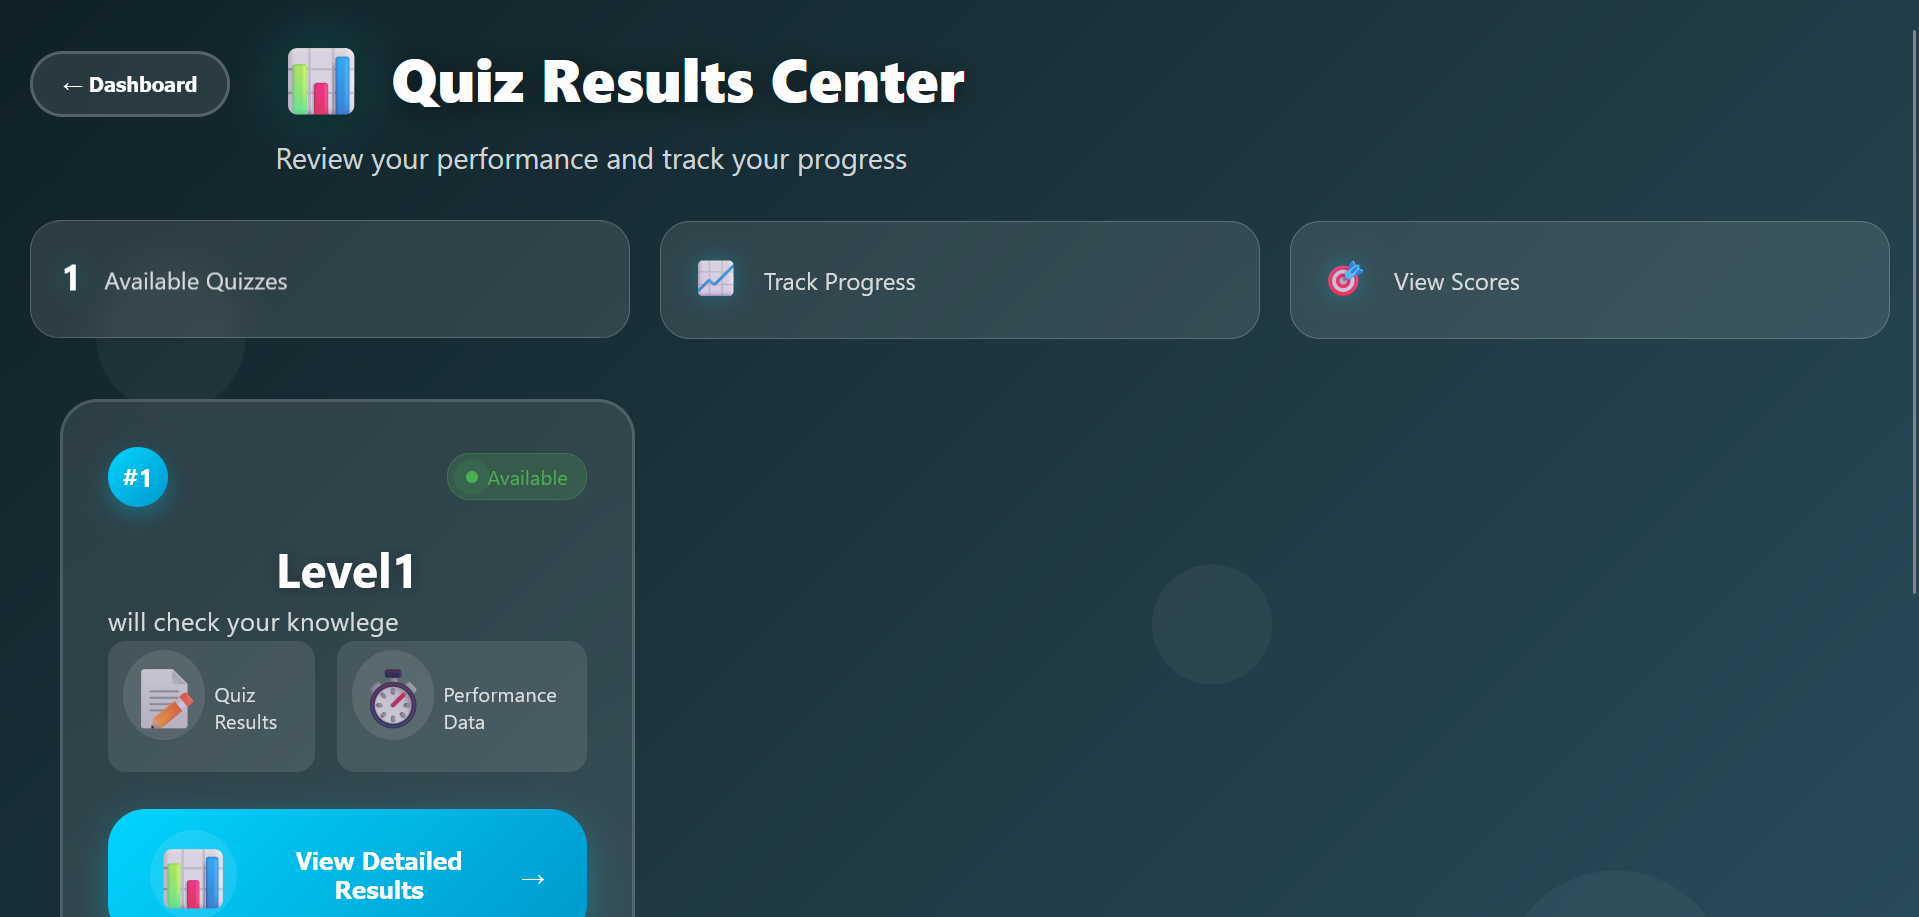 ← Dashboard
Quiz Results Center
Review your performance and track your progress
1 Available Quizzes
Track Progress
View Scores
#1
Available
Level1
will check your knowlege
Quiz
Results
Performance
Data
View Detailed
Results
→